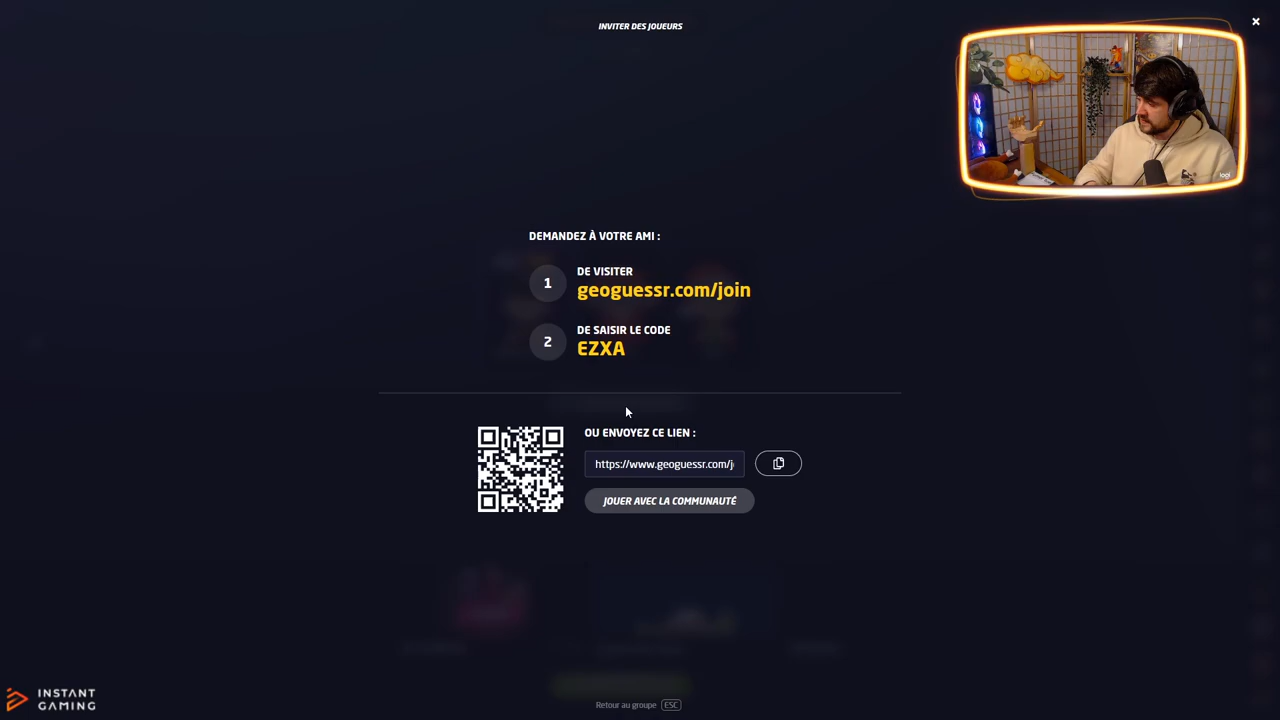 INVITER DES JOUEURS
DEMANDEZ À VOTRE AMI :
1
DE VISITER
geoguessr.com/join
2
DE SAISIR LE CODE
EZXA
OU ENVOYEZ CE LIEN :
https://www.geoguessr.com/j
JOUER AVEC LA COMMUNAUTÉ
INSTANT
GAMING
Retour au groupe ESC
logi